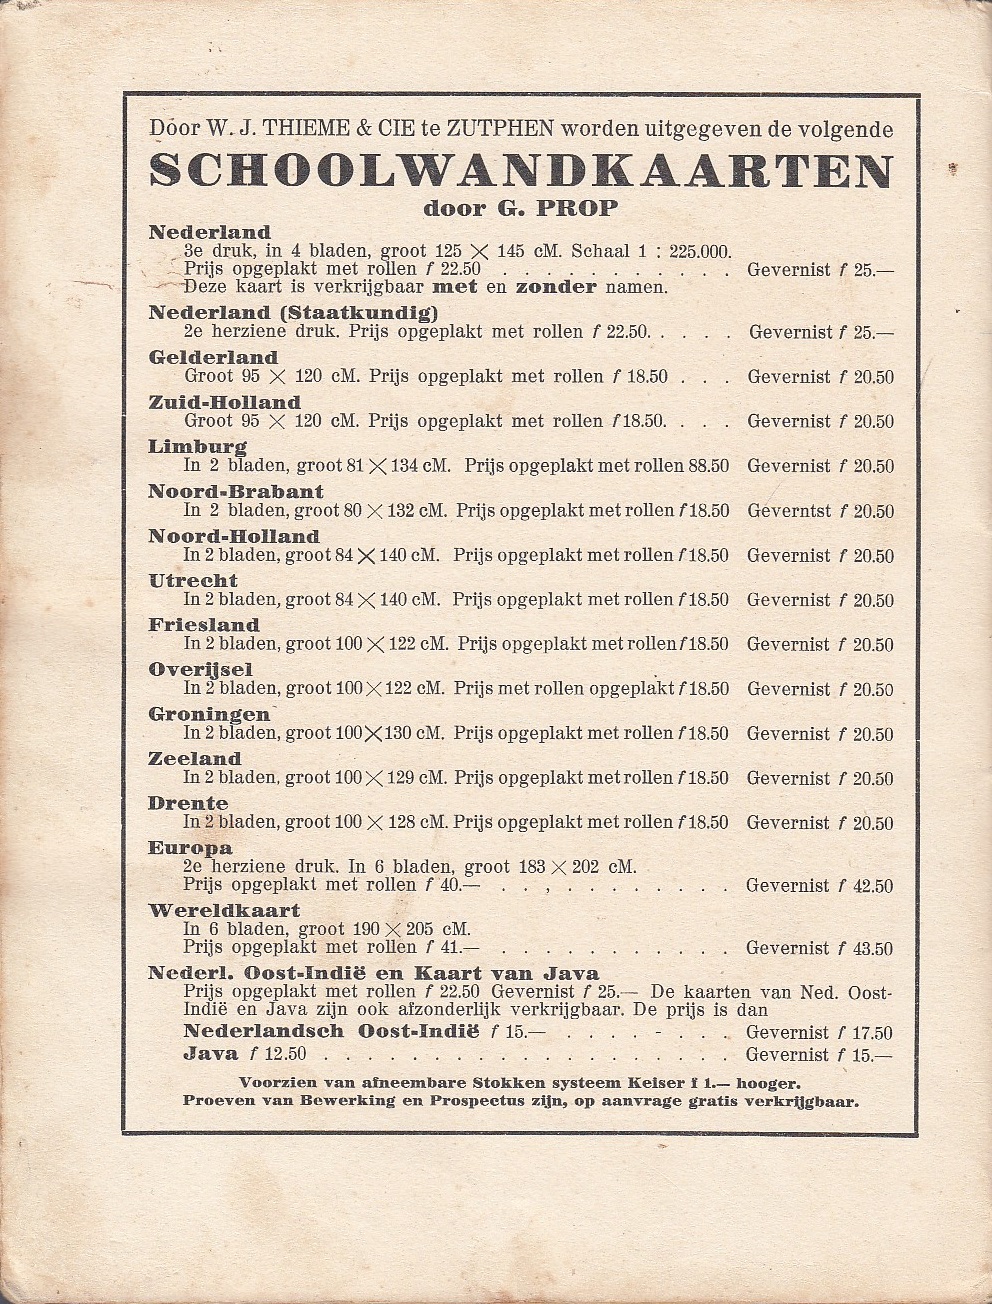 Door W. J. THIEME & CIE te ZUTPHEN worden uitgegeven de volgende
SCHOOLWANDKAARTEN
door G. PROP
Nederland
3e druk, in 4 bladen, groot 125 × 145 cM. Schaal 1 : 225.000.
Prijs opgeplakt met rollen f 22.50 . . . . . . . . . . . Gevernist f 25.—
Deze kaart is verkrijgbaar met en zonder namen.
Nederland (Staatkundig)
2e herziene druk. Prijs opgeplakt met rollen f 22.50. . . . . Gevernist f 25.—
Gelderland
Groot 95 × 120 cM. Prijs opgeplakt met rollen f 18.50 . . . Gevernist f 20.50
Zuid-Holland
Groot 95 × 120 cM. Prijs opgeplakt met rollen f 18.50. . . . Gevernist f 20.50
Limburg
In 2 bladen, groot 81 × 134 cM. Prijs opgeplakt met rollen 88.50 Gevernist f 20.50
Noord-Brabant
In 2 bladen, groot 80 × 132 cM. Prijs opgeplakt met rollen f 18.50 Geverntst f 20.50
Noord-Holland
In 2 bladen, groot 84 × 140 cM. Prijs opgeplakt met rollen f 18.50 Gevernist f 20.50
Utrecht
In 2 bladen, groot 84 × 140 cM. Prijs opgeplakt met rollen f 18.50 Gevernist f 20.50
Friesland
In 2 bladen, groot 100 × 122 cM. Prijs opgeplakt met rollen f 18.50 Gevernist f 20.50
Overijsel
In 2 bladen, groot 100 × 122 cM. Prijs met rollen opgeplakt f 18.50 Gevernist f 20.50
Groningen
In 2 bladen, groot 100 × 130 cM. Prijs opgeplakt met rollen f 18.50 Gevernist f 20.50
Zeeland
In 2 bladen, groot 100 × 129 cM. Prijs opgeplakt met rollen f 18.50 Gevernist f 20.50
Drente
In 2 bladen, groot 100 × 128 cM. Prijs opgeplakt met rollen f 18.50 Gevernist f 20.50
Europa
2e herziene druk. In 6 bladen, groot 183 × 202 cM.
Prijs opgeplakt met rollen f 40.— . . , . . . . . . . . Gevernist f 42.50
Wereldkaart
In 6 bladen, groot 190 × 205 cM.
Prijs opgeplakt met rollen f 41.— . . . . . . . . . . . Gevernist f 43.50
Nederl. Oost-Indië en Kaart van Java
Prijs opgeplakt met rollen f 22.50 Gevernist f 25.— De kaarten van Ned. Oost-
Indië en Java zijn ook afzonderlijk verkrijgbaar. De prijs is dan
Nederlandsch Oost-Indië f 15.— . . . . - . . . Gevernist f 17.50
Java f 12.50 . . . . . . . . . . . . . . . . . . . Gevernist f 15.—
Voorzien van afneembare Stokken systeem Keiser f 1.— hooger.
Proeven van Bewerking en Prospectus zijn, op aanvrage gratis verkrijgbaar.